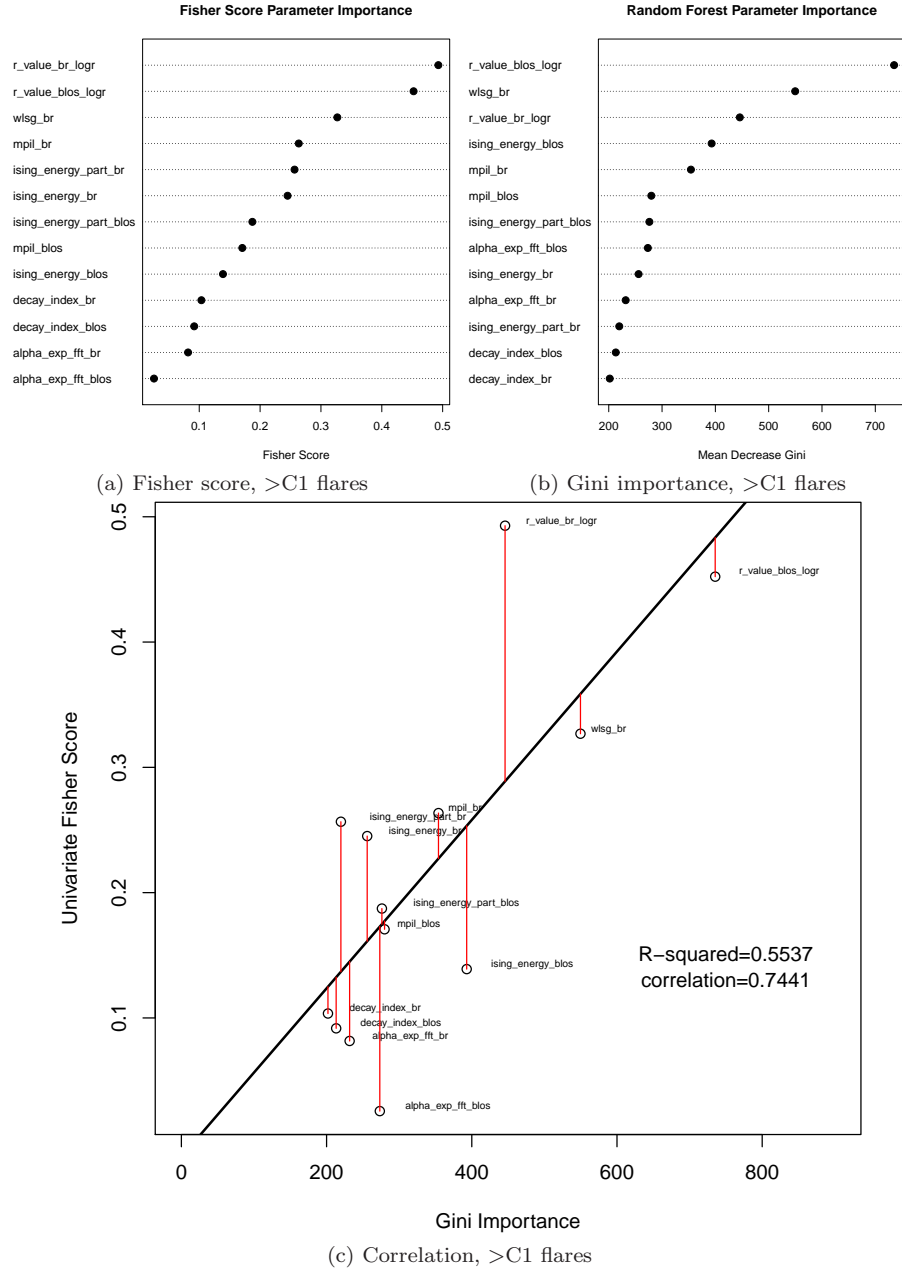 Fisher Score Parameter Importance
r_value_br_logr
r_value_blos_logr
wlsg_br
mpil_br
ising_energy_part_br
ising_energy_br
ising_energy_part_blos
mpil_blos
ising_energy_blos
decay_index_br
decay_index_blos
alpha_exp_fft_br
alpha_exp_fft_blos
0.1 0.2 0.3 0.4 0.5
Fisher Score
(a) Fisher score, >C1 flares
Random Forest Parameter Importance
r_value_blos_logr
wlsg_br
r_value_br_logr
ising_energy_blos
mpil_br
mpil_blos
ising_energy_part_blos
alpha_exp_fft_blos
ising_energy_br
alpha_exp_fft_br
ising_energy_part_br
decay_index_blos
decay_index_br
200 300 400 500 600 700
Mean Decrease Gini
(b) Gini importance, >C1 flares
Univariate Fisher Score
0.5
0.4
0.3
0.2
0.1
r_value_br_logr
r_value_blos_logr
wlsg_br
mpil_br
ising_energy_part_br
ising_energy_br
ising_energy_part_blos
mpil_blos
ising_energy_blos
R-squared=0.5537
correlation=0.7441
decay_index_br
decay_index_blos
alpha_exp_fft_br
alpha_exp_fft_blos
0 200 400 600 800
Gini Importance
(c) Correlation, >C1 flares